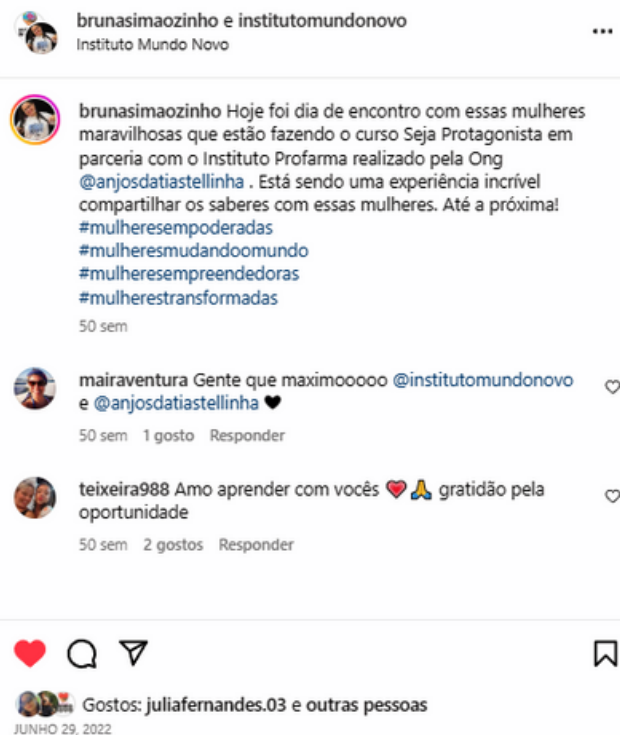 brunasimaozinho e institutomundonovo
Instituto Mundo Novo
brunasimaozinho Hoje foi dia de encontro com essas mulheres
maravilhosas que estão fazendo o curso Seja Protagonista em
parceria com o Instituto Profarma realizado pela Ong
@anjosdatiastellinha . Está sendo uma experiência incrível
compartilhar os saberes com essas mulheres. Até a próxima!
#mulheresempoderadas
#mulheresmudandoomundo
#mulheresempreendedoras
#mulherestransformadas
50 sem
mairaventura Gente que maximooooo @institutomundonovo
e @anjosdatiastellinha 🖤
50 sem 1 gosto Responder
teixeira988 Amo aprender com vocês ❤️🙏 gratidão pela
oportunidade
50 sem 2 gostos Responder
Gostos: juliafernandes.03 e outras pessoas
JUNHO 29, 2022